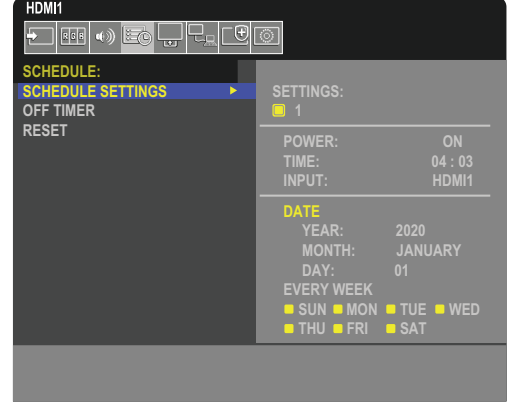 HDMI1
R G B
SCHEDULE:
SCHEDULE SETTINGS
OFF TIMER
RESET
SETTINGS:
1
POWER: ON
TIME: 04 : 03
INPUT: HDMI1
DATE
YEAR: 2020
MONTH: JANUARY
DAY: 01
EVERY WEEK
SUN MON TUE WED
THU FRI SAT